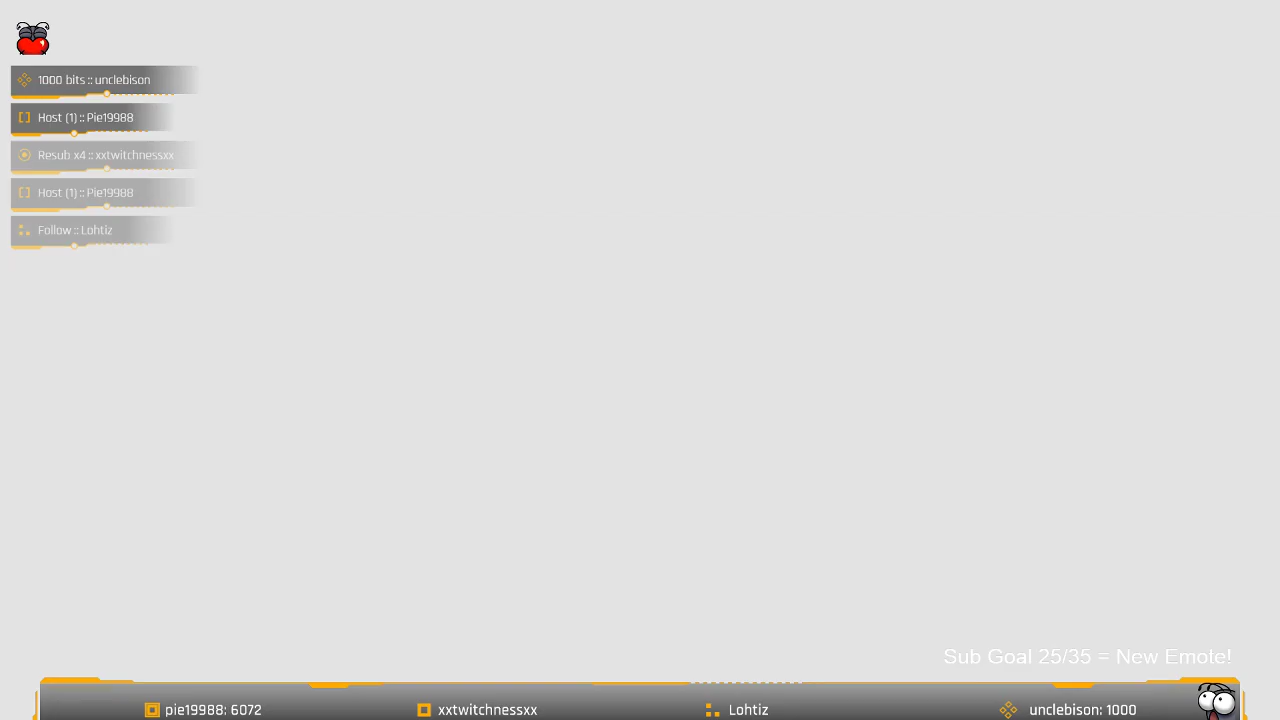 1000 bits :: unclebison
Host (1) :: Pie19988
Resub x4 :: xxtwitchnessxx
Host (1) :: Pie19988
Follow :: Lohtiz
Sub Goal 25/35 = New Emote!
pie19988: 6072
xxtwitchnessxx
Lohtiz
unclebison: 1000